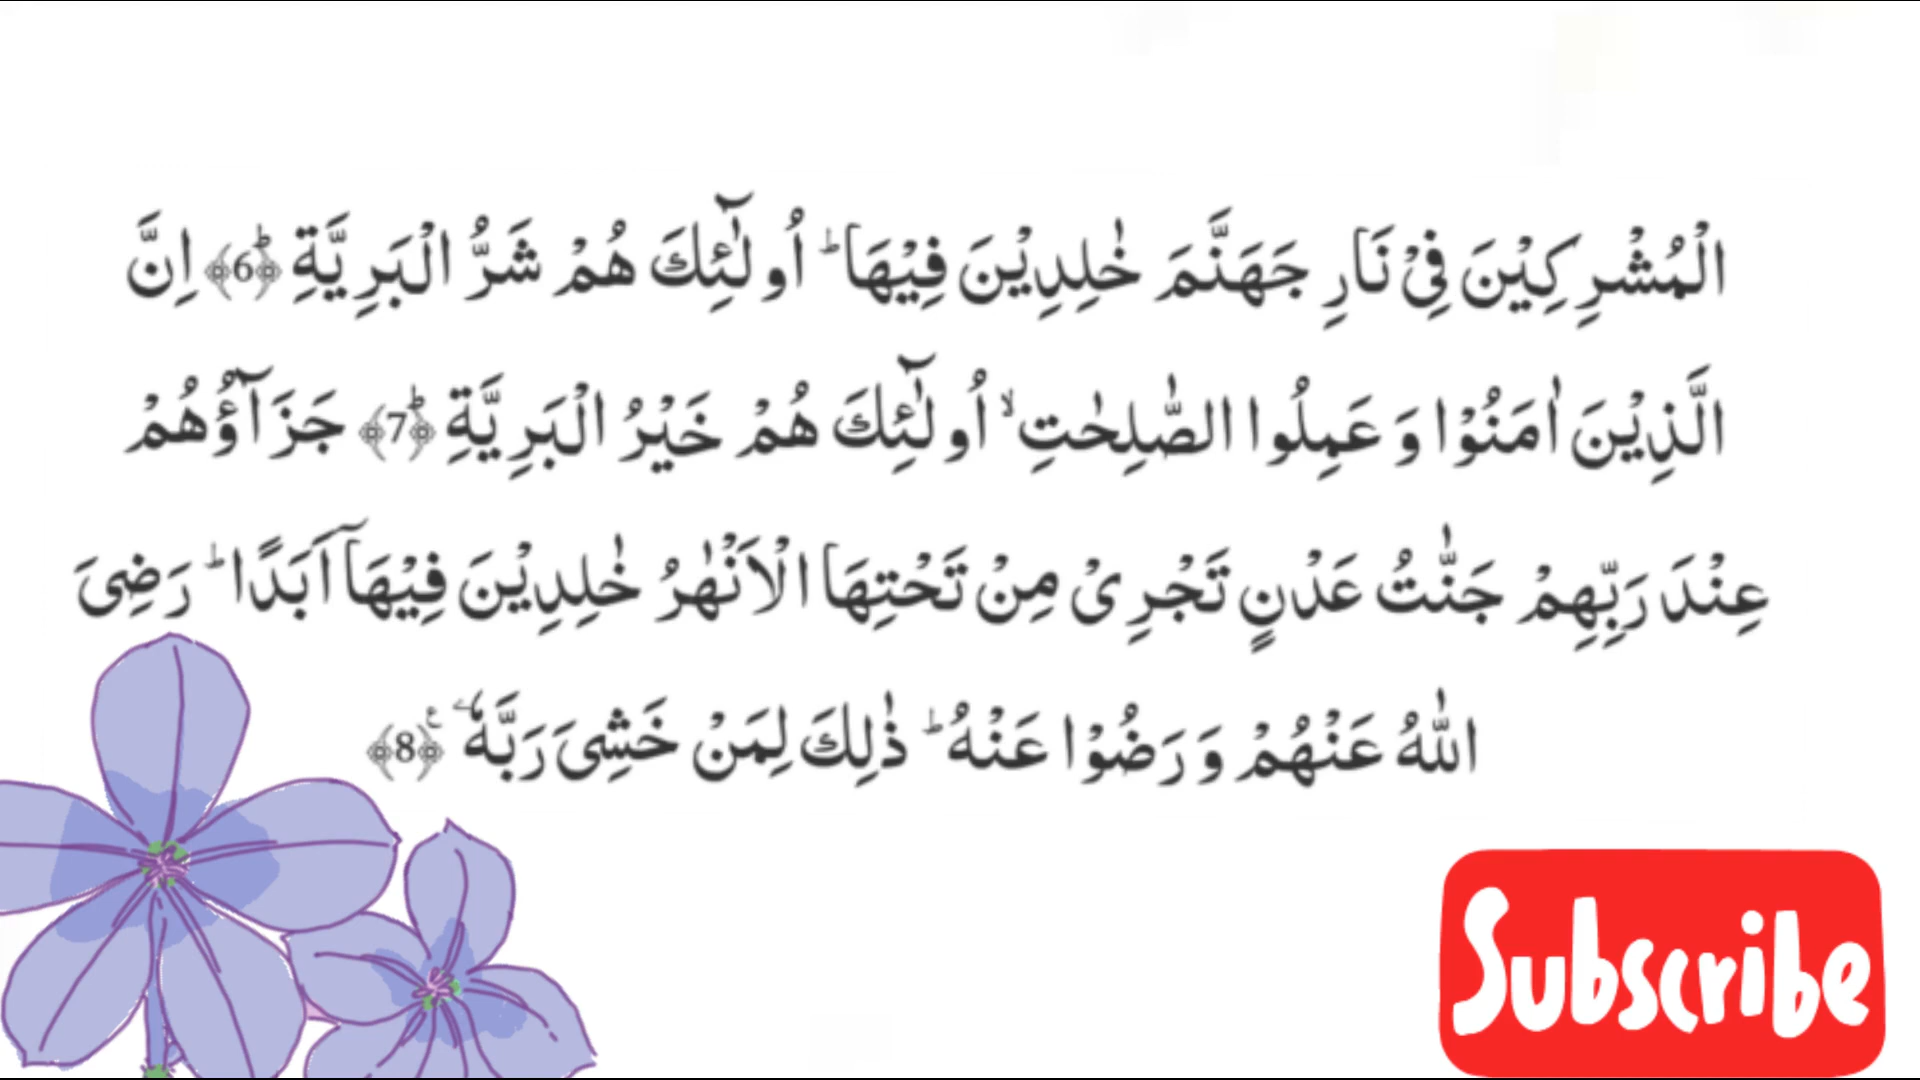 الْمُشْرِكِيْنَ فِيْ نَارِ جَهَنَّمَ خٰلِدِيْنَ فِيْهَا ؕ اُولٰٓئِكَ هُمْ شَرُّ الْبَرِيَّةِ ﴿6﴾ؕ اِنَّ
الَّذِيْنَ اٰمَنُوْا وَ عَمِلُوا الصّٰلِحٰتِ ۙ اُولٰٓئِكَ هُمْ خَيْرُ الْبَرِيَّةِ ﴿7﴾ؕ جَزَآؤُهُمْ
عِنْدَ رَبِّهِمْ جَنّٰتُ عَدْنٍ تَجْرِیْ مِنْ تَحْتِهَا الْاَنْهٰرُ خٰلِدِيْنَ فِيْهَاۤ اَبَدًا ؕ رَضِیَ
اللّٰهُ عَنْهُمْ وَ رَضُوْا عَنْهُ ؕ ذٰلِكَ لِمَنْ خَشِیَ رَبَّهٗ ﴿8﴾
Subscribe